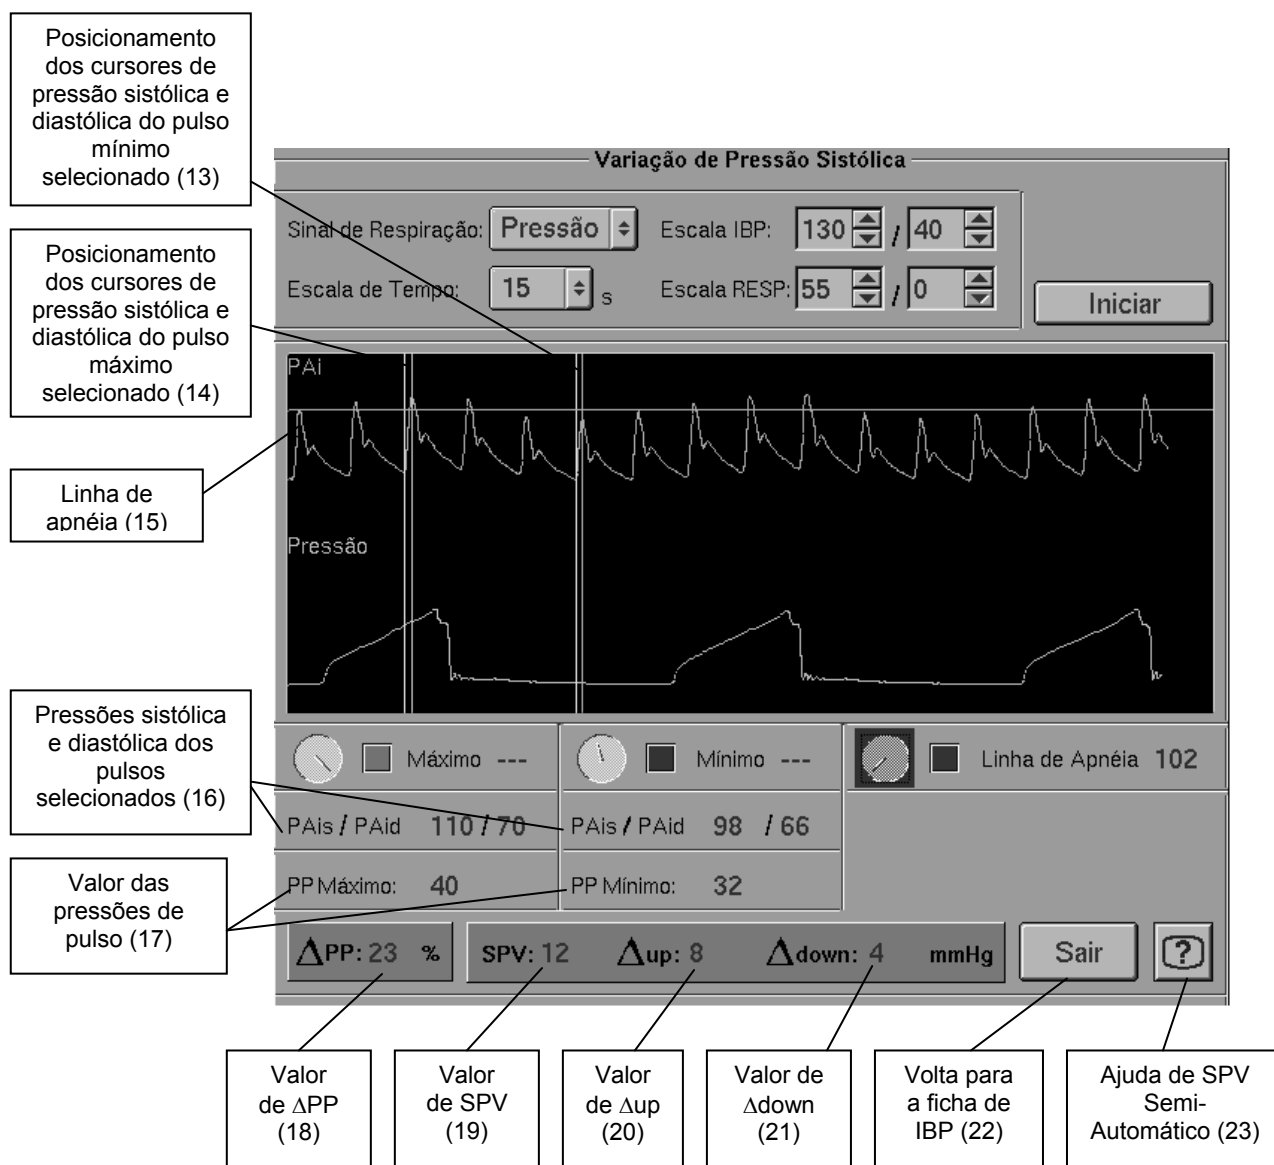 Posicionamento
dos cursores de
pressão sistólica e
diastólica do pulso
mínimo
selecionado (13)
Posicionamento
dos cursores de
pressão sistólica e
diastólica do pulso
máximo
selecionado (14)
Linha de
apnéia (15)
Pressões sistólica
e diastólica dos
pulsos
selecionados (16)
Valor das
pressões de
pulso (17)
Variação de Pressão Sistólica
Sinal de Respiração: Pressão Escala IBP: 130 / 40
Escala de Tempo: 15 s Escala RESP: 55 / 0
Iniciar
PAi
Pressão
Máximo --- Mínimo --- Linha de Apnéia 102
PAis / PAid 110 / 70 PAis / PAid 98 / 66
PP Máximo: 40 PP Mínimo: 32
ΔPP: 23 % SPV: 12 Δup: 8 Δdown: 4 mmHg Sair ?
Valor
de ∆PP
(18)
Valor
de SPV
(19)
Valor
de ∆up
(20)
Valor de
∆down
(21)
Volta para
a ficha de
IBP (22)
Ajuda de SPV
Semi-
Automático (23)